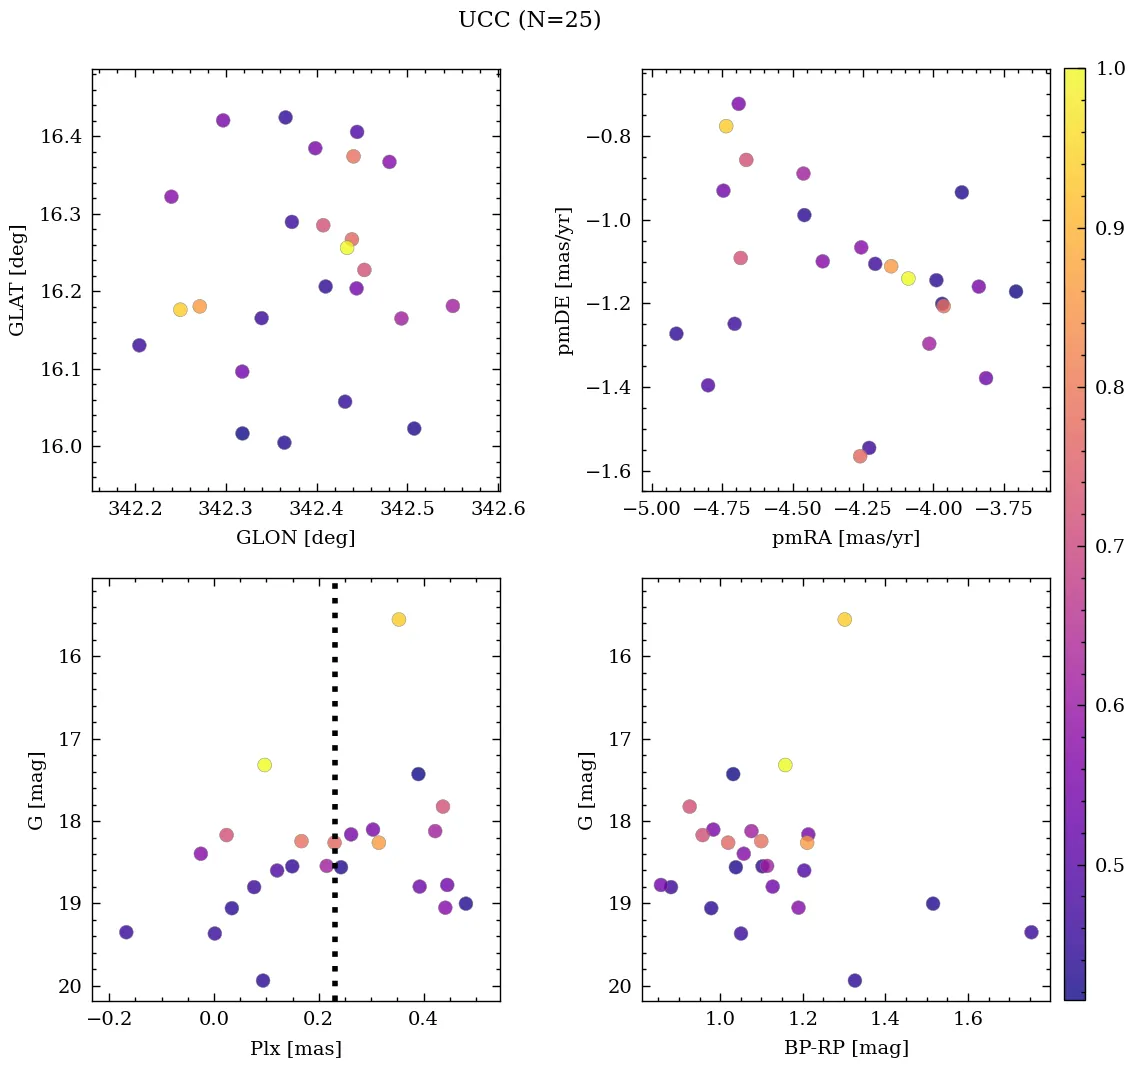 UCC (N=25)
16.4
16.3
16.2
16.1
16.0
GLAT [deg]
342.2 342.3 342.4 342.5 342.6
GLON [deg]
−0.8
−1.0
−1.2
−1.4
−1.6
pmDE [mas/yr]
−5.00 −4.75 −4.50 −4.25 −4.00 −3.75
pmRA [mas/yr]
1.0
0.9
0.8
0.7
0.6
0.5
16
17
18
19
20
G [mag]
−0.2 0.0 0.2 0.4
Plx [mas]
16
17
18
19
20
G [mag]
1.0 1.2 1.4 1.6
BP-RP [mag]